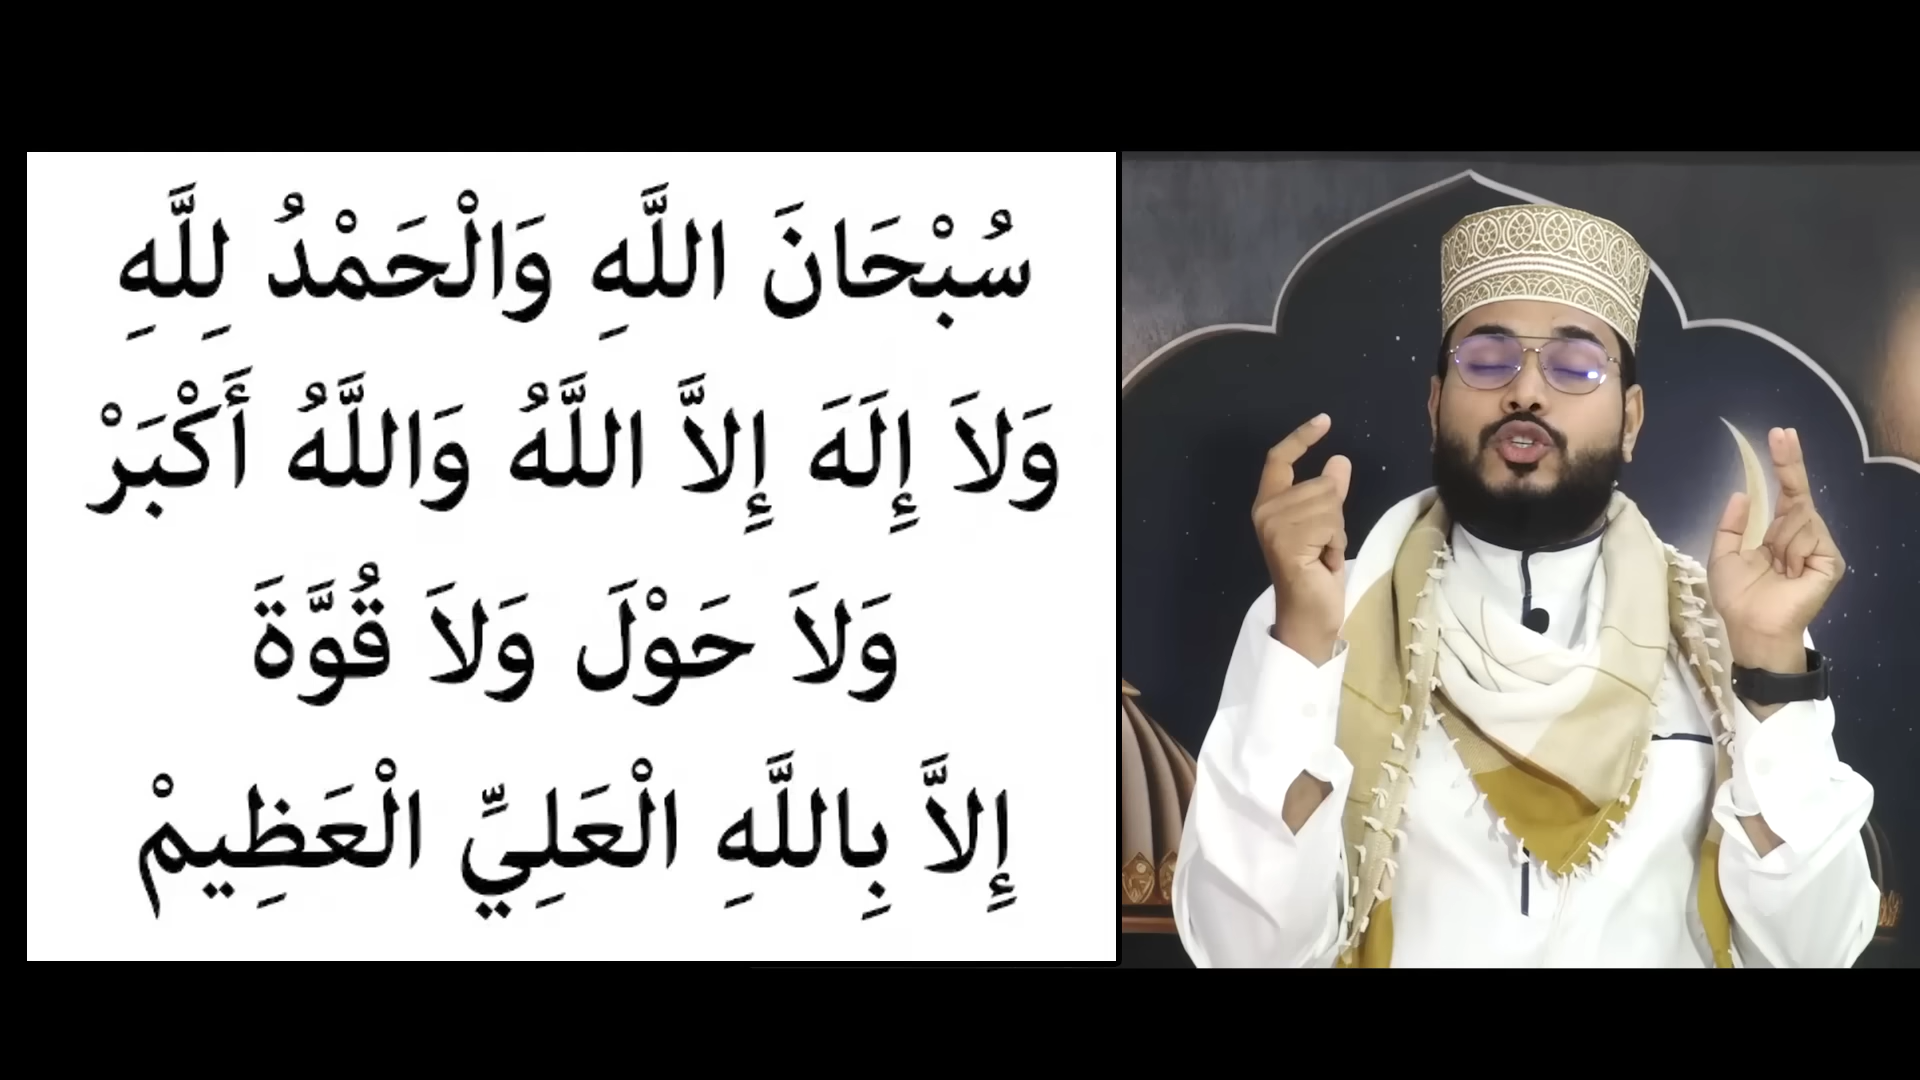 سُبْحَانَ اللَّهِ وَالْحَمْدُ لِلَّهِ
وَلاَ إِلَهَ إِلاَّ اللَّهُ وَاللَّهُ أَكْبَرْ
وَلاَ حَوْلَ وَلاَ قُوَّةَ
إِلاَّ بِاللَّهِ الْعَلِيِّ الْعَظِيمْ